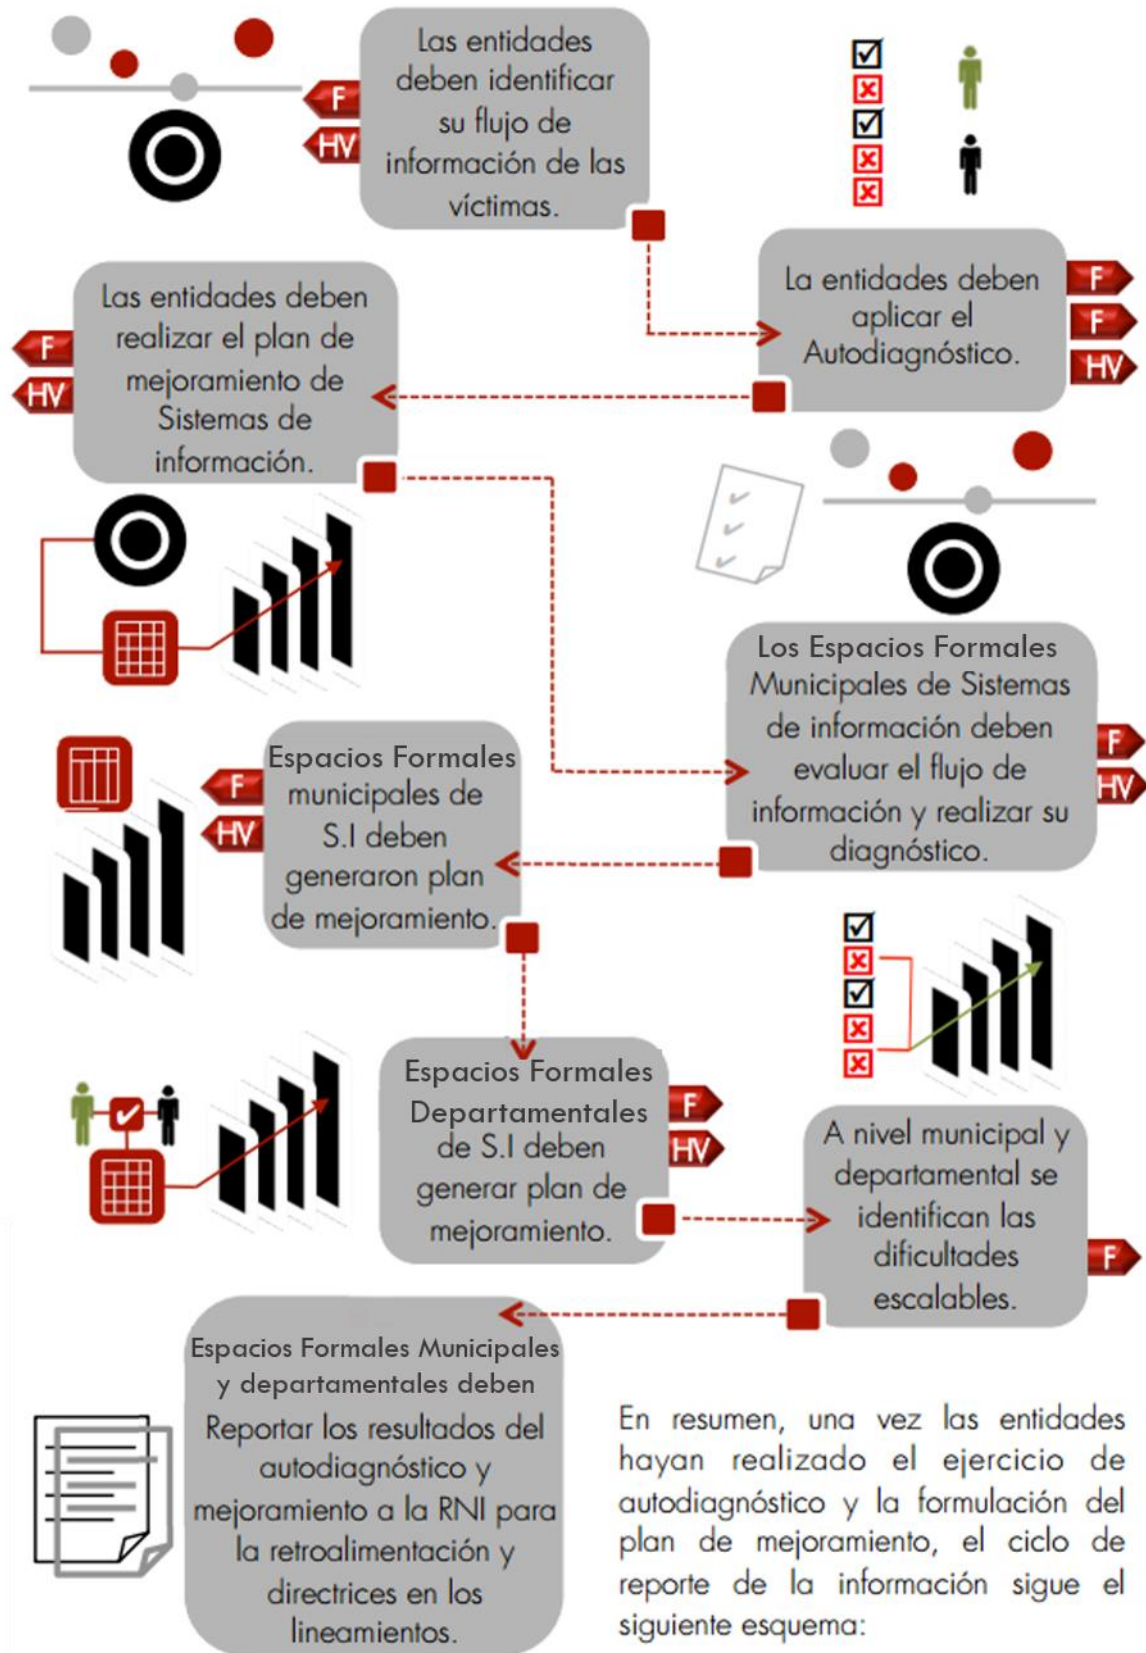 Las entidades
deben identificar
su flujo de
información de las
víctimas.
F
HV
La entidades deben
aplicar el
Autodiagnóstico.
F
F
HV
Las entidades deben
realizar el plan de
mejoramiento de
Sistemas de
información.
F
HV
Los Espacios Formales
Municipales de Sistemas
de información deben
evaluar el flujo de
información y realizar su
diagnóstico.
F
HV
Espacios Formales
municipales de
S.I deben
generaron plan
de mejoramiento.
F
HV
Espacios Formales
Departamentales
de S.I deben
generar plan de
mejoramiento.
F
HV
A nivel municipal y
departamental se
identifican las
dificultades
escalables.
F
Espacios Formales Municipales
y departamentales deben
Reportar los resultados del
autodiagnóstico y
mejoramiento a la RNI para
la retroalimentación y
directrices en los
lineamientos.
En resumen, una vez las entidades
hayan realizado el ejercicio de
autodiagnóstico y la formulación del
plan de mejoramiento, el ciclo de
reporte de la información sigue el
siguiente esquema: